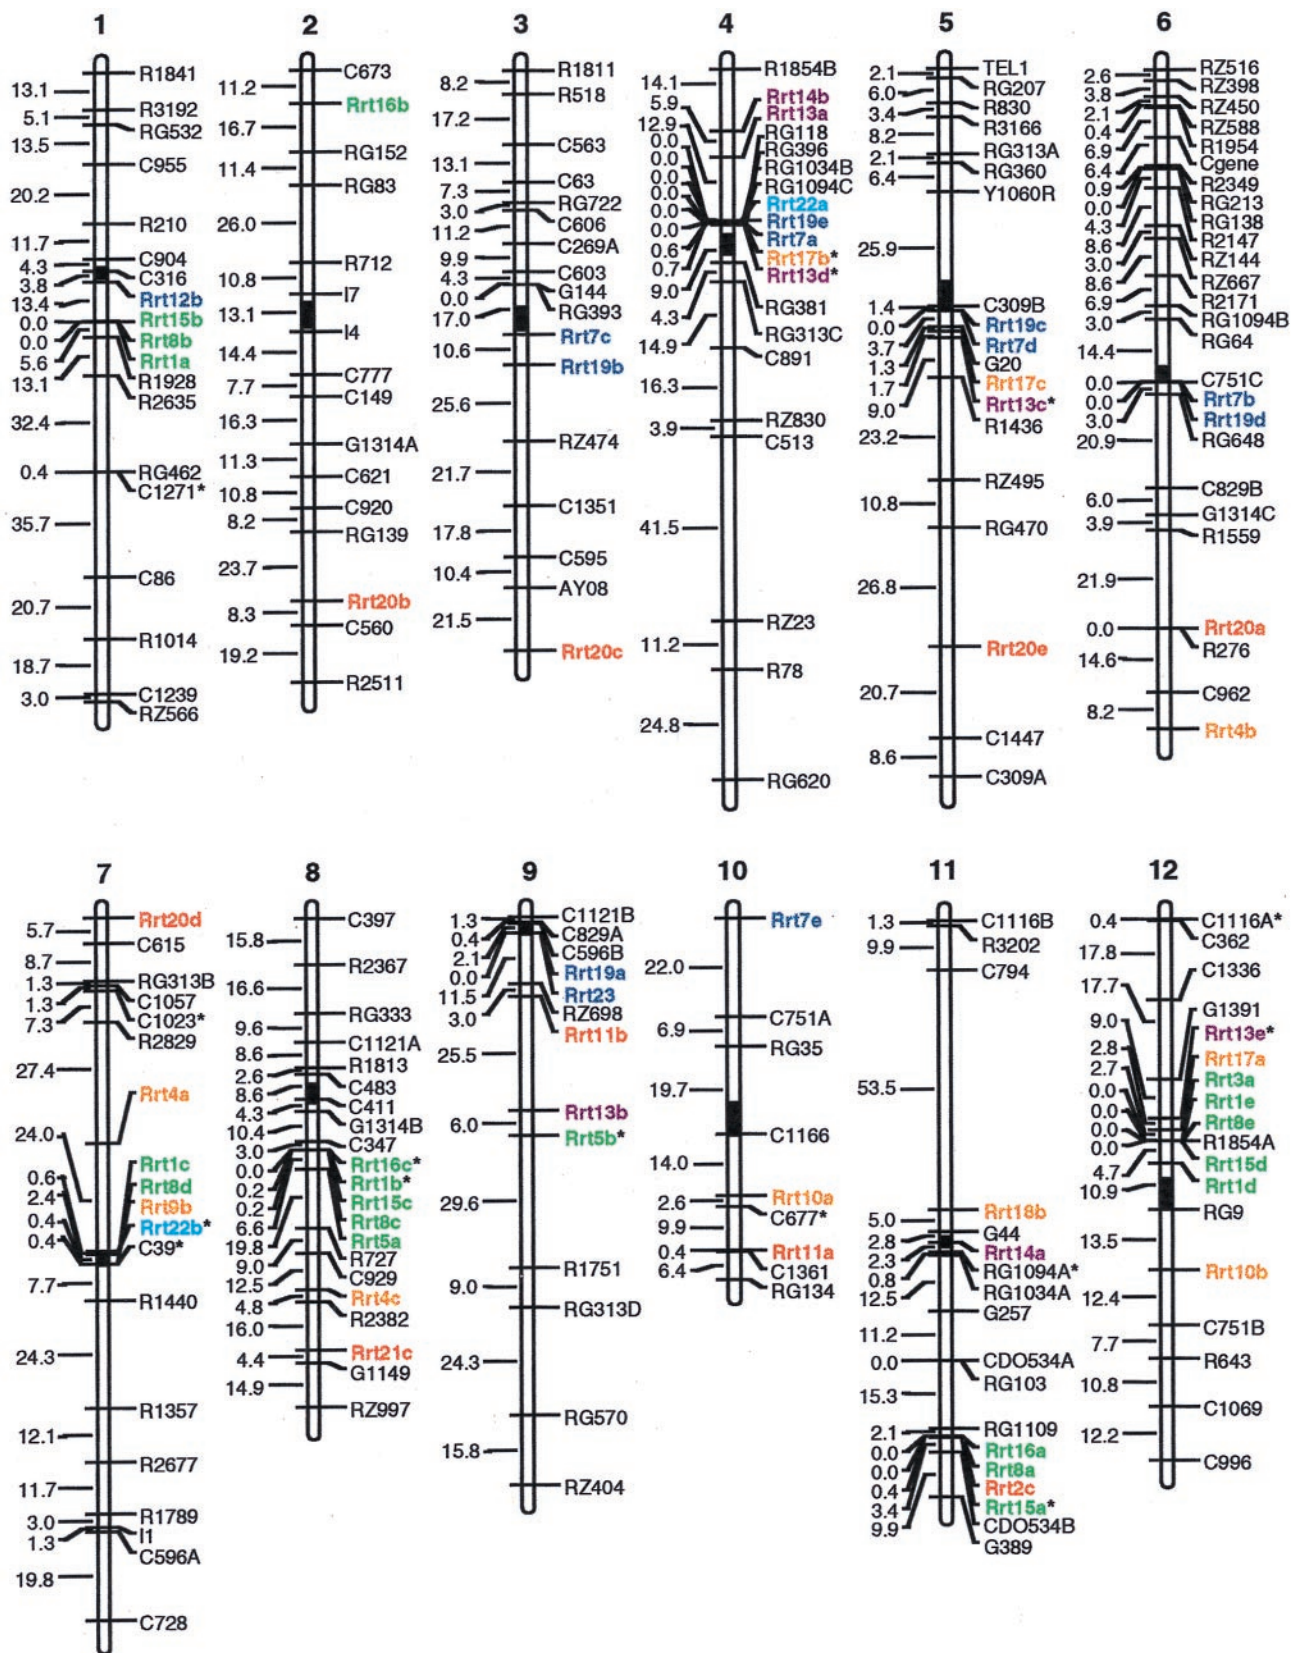 1
13.1
5.1
13.5
20.2
11.7
4.3
3.8
13.4
0.0
0.0
5.6
13.1
32.4
0.4
35.7
20.7
18.7
3.0
R1841
R3192
RG532
C955
R210
C904
C316
Rrt12b
Rrt15b
Rrt8b
Rrt1a
R1928
R2635
RG462
C1271*
C86
R1014
C1239
RZ566
2
11.2
16.7
11.4
26.0
10.8
13.1
14.4
7.7
16.3
11.3
10.8
8.2
23.7
8.3
19.2
C673
Rrt16b
RG152
RG83
R712
I7
I4
C777
C149
G1314A
C621
C920
RG139
Rrt20b
C560
R2511
3
8.2
17.2
13.1
7.3
3.0
11.2
9.9
4.3
0.0
17.0
10.6
25.6
21.7
17.8
10.4
21.5
R1811
R518
C563
C63
RG722
C606
C269A
C603
G144
RG393
Rrt7c
Rrt19b
RZ474
C1351
C595
AY08
Rrt20c
4
14.1
5.9
12.9
0.0
0.0
0.0
0.0
0.0
0.0
0.6
0.7
9.0
4.3
14.9
16.3
3.9
41.5
11.2
24.8
R1854B
Rrt14b
Rrt13a
RG118
RG396
RG1034B
RG1094C
Rrt22a
Rrt19e
Rrt7a
Rrt17b*
Rrt13d*
RG381
RG313C
C891
RZ830
C513
RZ23
R78
RG620
5
2.1
6.0
3.4
8.2
2.1
6.4
25.9
1.4
0.0
3.7
1.3
1.7
9.0
23.2
10.8
26.8
20.7
8.6
TEL1
RG207
R830
R3166
RG313A
RG360
Y1060R
C309B
Rrt19c
Rrt7d
G20
Rrt17c
Rrt13c*
R1436
RZ495
RG470
Rrt20e
C1447
C309A
6
2.6
3.8
2.1
0.4
6.9
6.4
0.9
0.0
4.3
8.6
3.0
8.6
6.9
3.0
14.4
0.0
0.0
3.0
20.9
6.0
3.9
21.9
0.0
14.6
8.2
RZ516
RZ398
RZ450
RZ588
R1954
Cgene
R2349
RG213
RG138
R2147
RZ144
RZ667
R2171
RG1094B
RG64
C751C
Rrt7b
Rrt19d
RG648
C829B
G1314C
R1559
Rrt20a
R276
C962
Rrt4b
7
5.7
8.7
1.3
1.3
7.3
27.4
24.0
0.6
2.4
0.4
0.4
7.7
24.3
12.1
11.7
3.0
1.3
19.8
Rrt20d
C615
RG313B
C1057
C1023*
R2829
Rrt4a
Rrt1c
Rrt8d
Rrt9b
Rrt22b*
C39*
R1440
R1357
R2677
R1789
I1
C596A
C728
8
15.8
16.6
9.6
8.6
2.6
8.6
4.3
10.4
3.0
0.0
0.2
0.2
6.6
19.8
9.0
12.5
4.8
16.0
4.4
14.9
C397
R2367
RG333
C1121A
R1813
C483
C411
G1314B
C347
Rrt16c*
Rrt1b*
Rrt15c
Rrt8c
Rrt5a
R727
C929
Rrt4c
R2382
Rrt21c
G1149
RZ997
9
1.3
0.4
2.1
0.0
11.5
3.0
25.5
6.0
29.6
9.0
24.3
15.8
C1121B
C829A
C596B
Rrt19a
Rrt23
RZ698
Rrt11b
Rrt13b
Rrt5b*
R1751
RG313D
RG570
RZ404
10
22.0
6.9
19.7
14.0
2.6
9.9
0.4
6.4
Rrt7e
C751A
RG35
C1166
Rrt10a
C677*
Rrt11a
C1361
RG134
11
1.3
9.9
53.5
5.0
2.8
2.3
0.8
12.5
11.2
0.0
15.3
2.1
0.0
0.0
0.4
3.4
9.9
C1116B
R3202
C794
Rrt18b
G44
Rrt14a
RG1094A*
RG1034A
G257
CDO534A
RG103
RG1109
Rrt16a
Rrt8a
Rrt2c
Rrt15a*
CDO534B
G389
12
0.4
17.8
17.7
9.0
2.8
2.7
0.0
0.0
0.0
0.0
4.7
10.9
13.5
12.4
7.7
10.8
12.2
C1116A*
C362
C1336
G1391
Rrt13e*
Rrt17a
Rrt3a
Rrt1e
Rrt8e
R1854A
Rrt15d
Rrt1d
RG9
Rrt10b
C751B
R643
C1069
C996